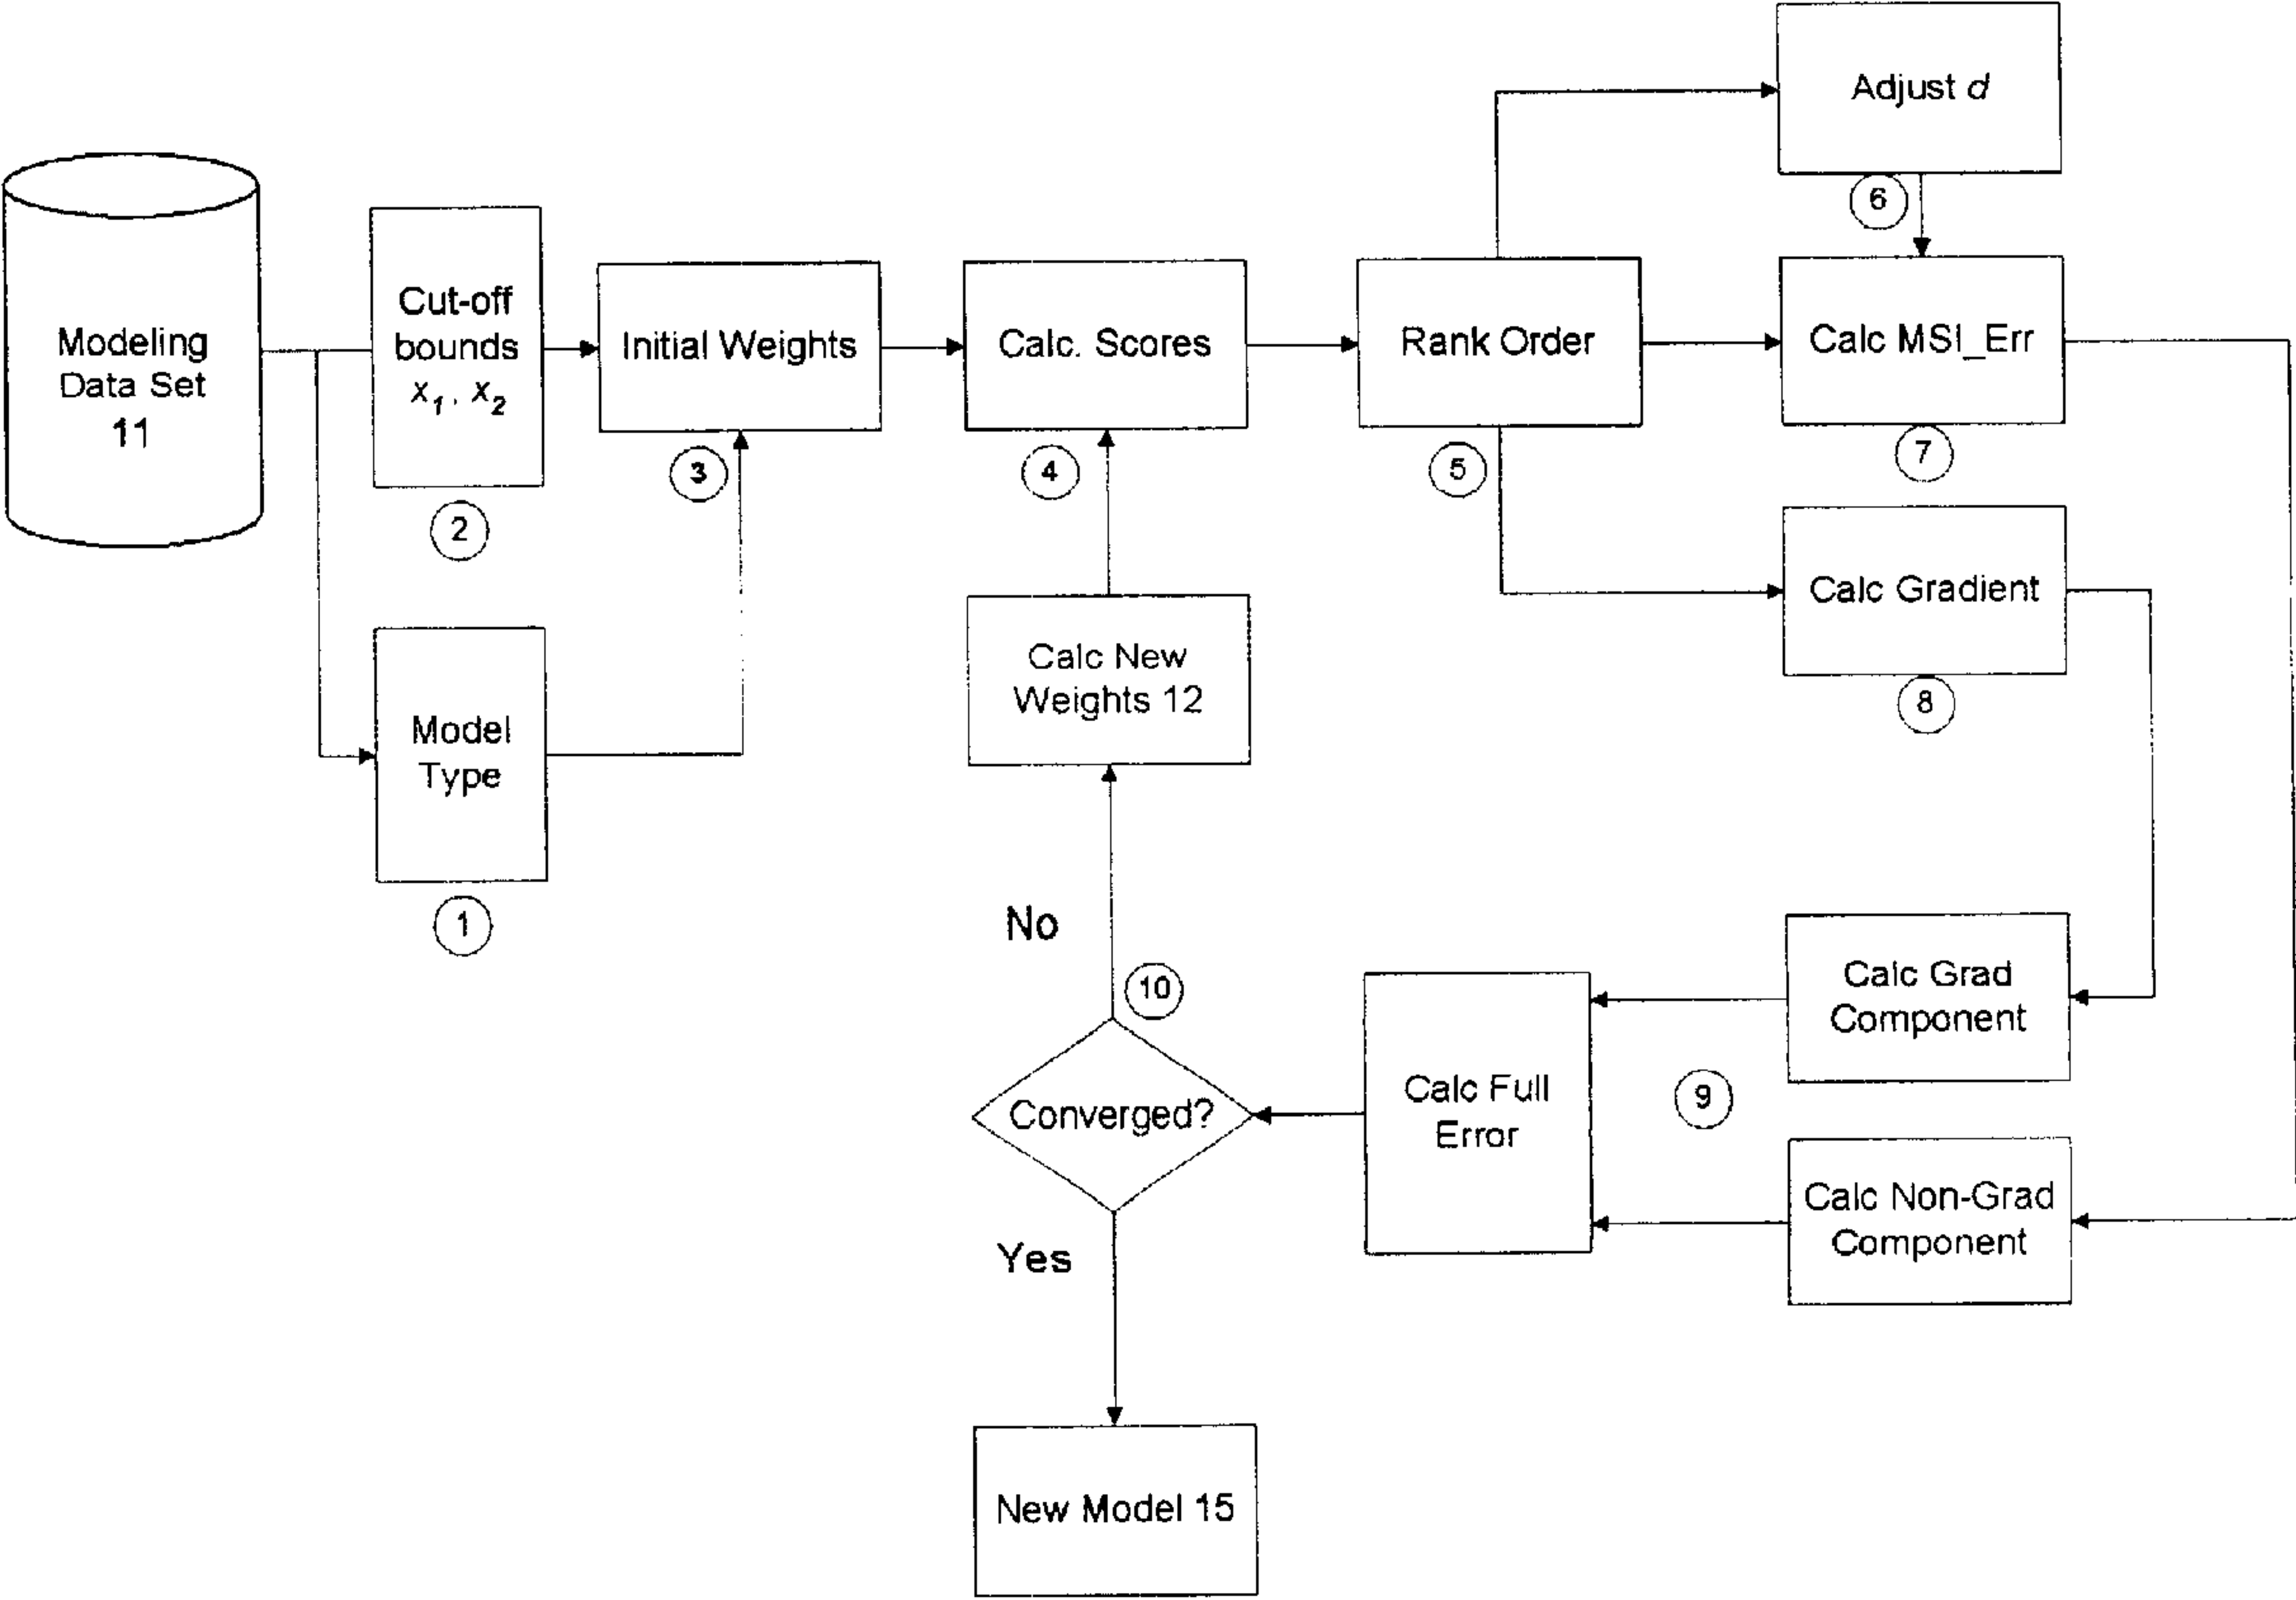 Modeling
Data Set
11
Cut-off
bounds
x1, x2
2
Model
Type
1
Initial Weights
3
Calc. Scores
4
Rank Order
5
Adjust d
6
Calc MSI_Err
7
Calc Gradient
8
Calc New
Weights 12
No
10
Converged?
Yes
Calc Full
Error
9
Calc Grad
Component
Calc Non-Grad
Component
New Model 15